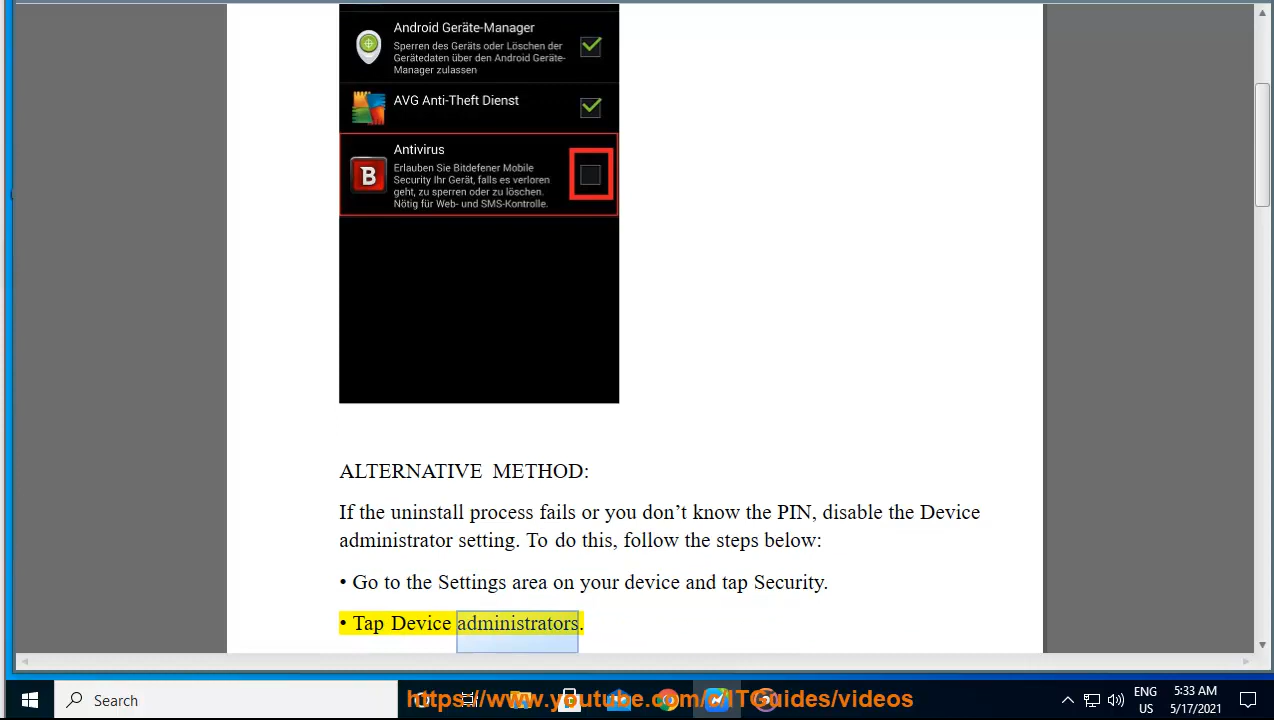 Android Geräte-Manager
Sperren des Geräts oder Löschen der
Gerätedaten über den Android Geräte-
Manager zulassen
AVG Anti-Theft Dienst
Antivirus
B
Erlauben Sie Bitdefener Mobile
Security Ihr Gerät, falls es verloren
geht, zu sperren oder zu löschen.
Nötig für Web- und SMS-Kontrolle.
ALTERNATIVE METHOD:
If the uninstall process fails or you don’t know the PIN, disable the Device
administrator setting. To do this, follow the steps below:
• Go to the Settings area on your device and tap Security.
• Tap Device administrators.
Search
https://www.youtube.com/c/ITGuides/videos
ENG
US
5:33 AM
5/17/2021